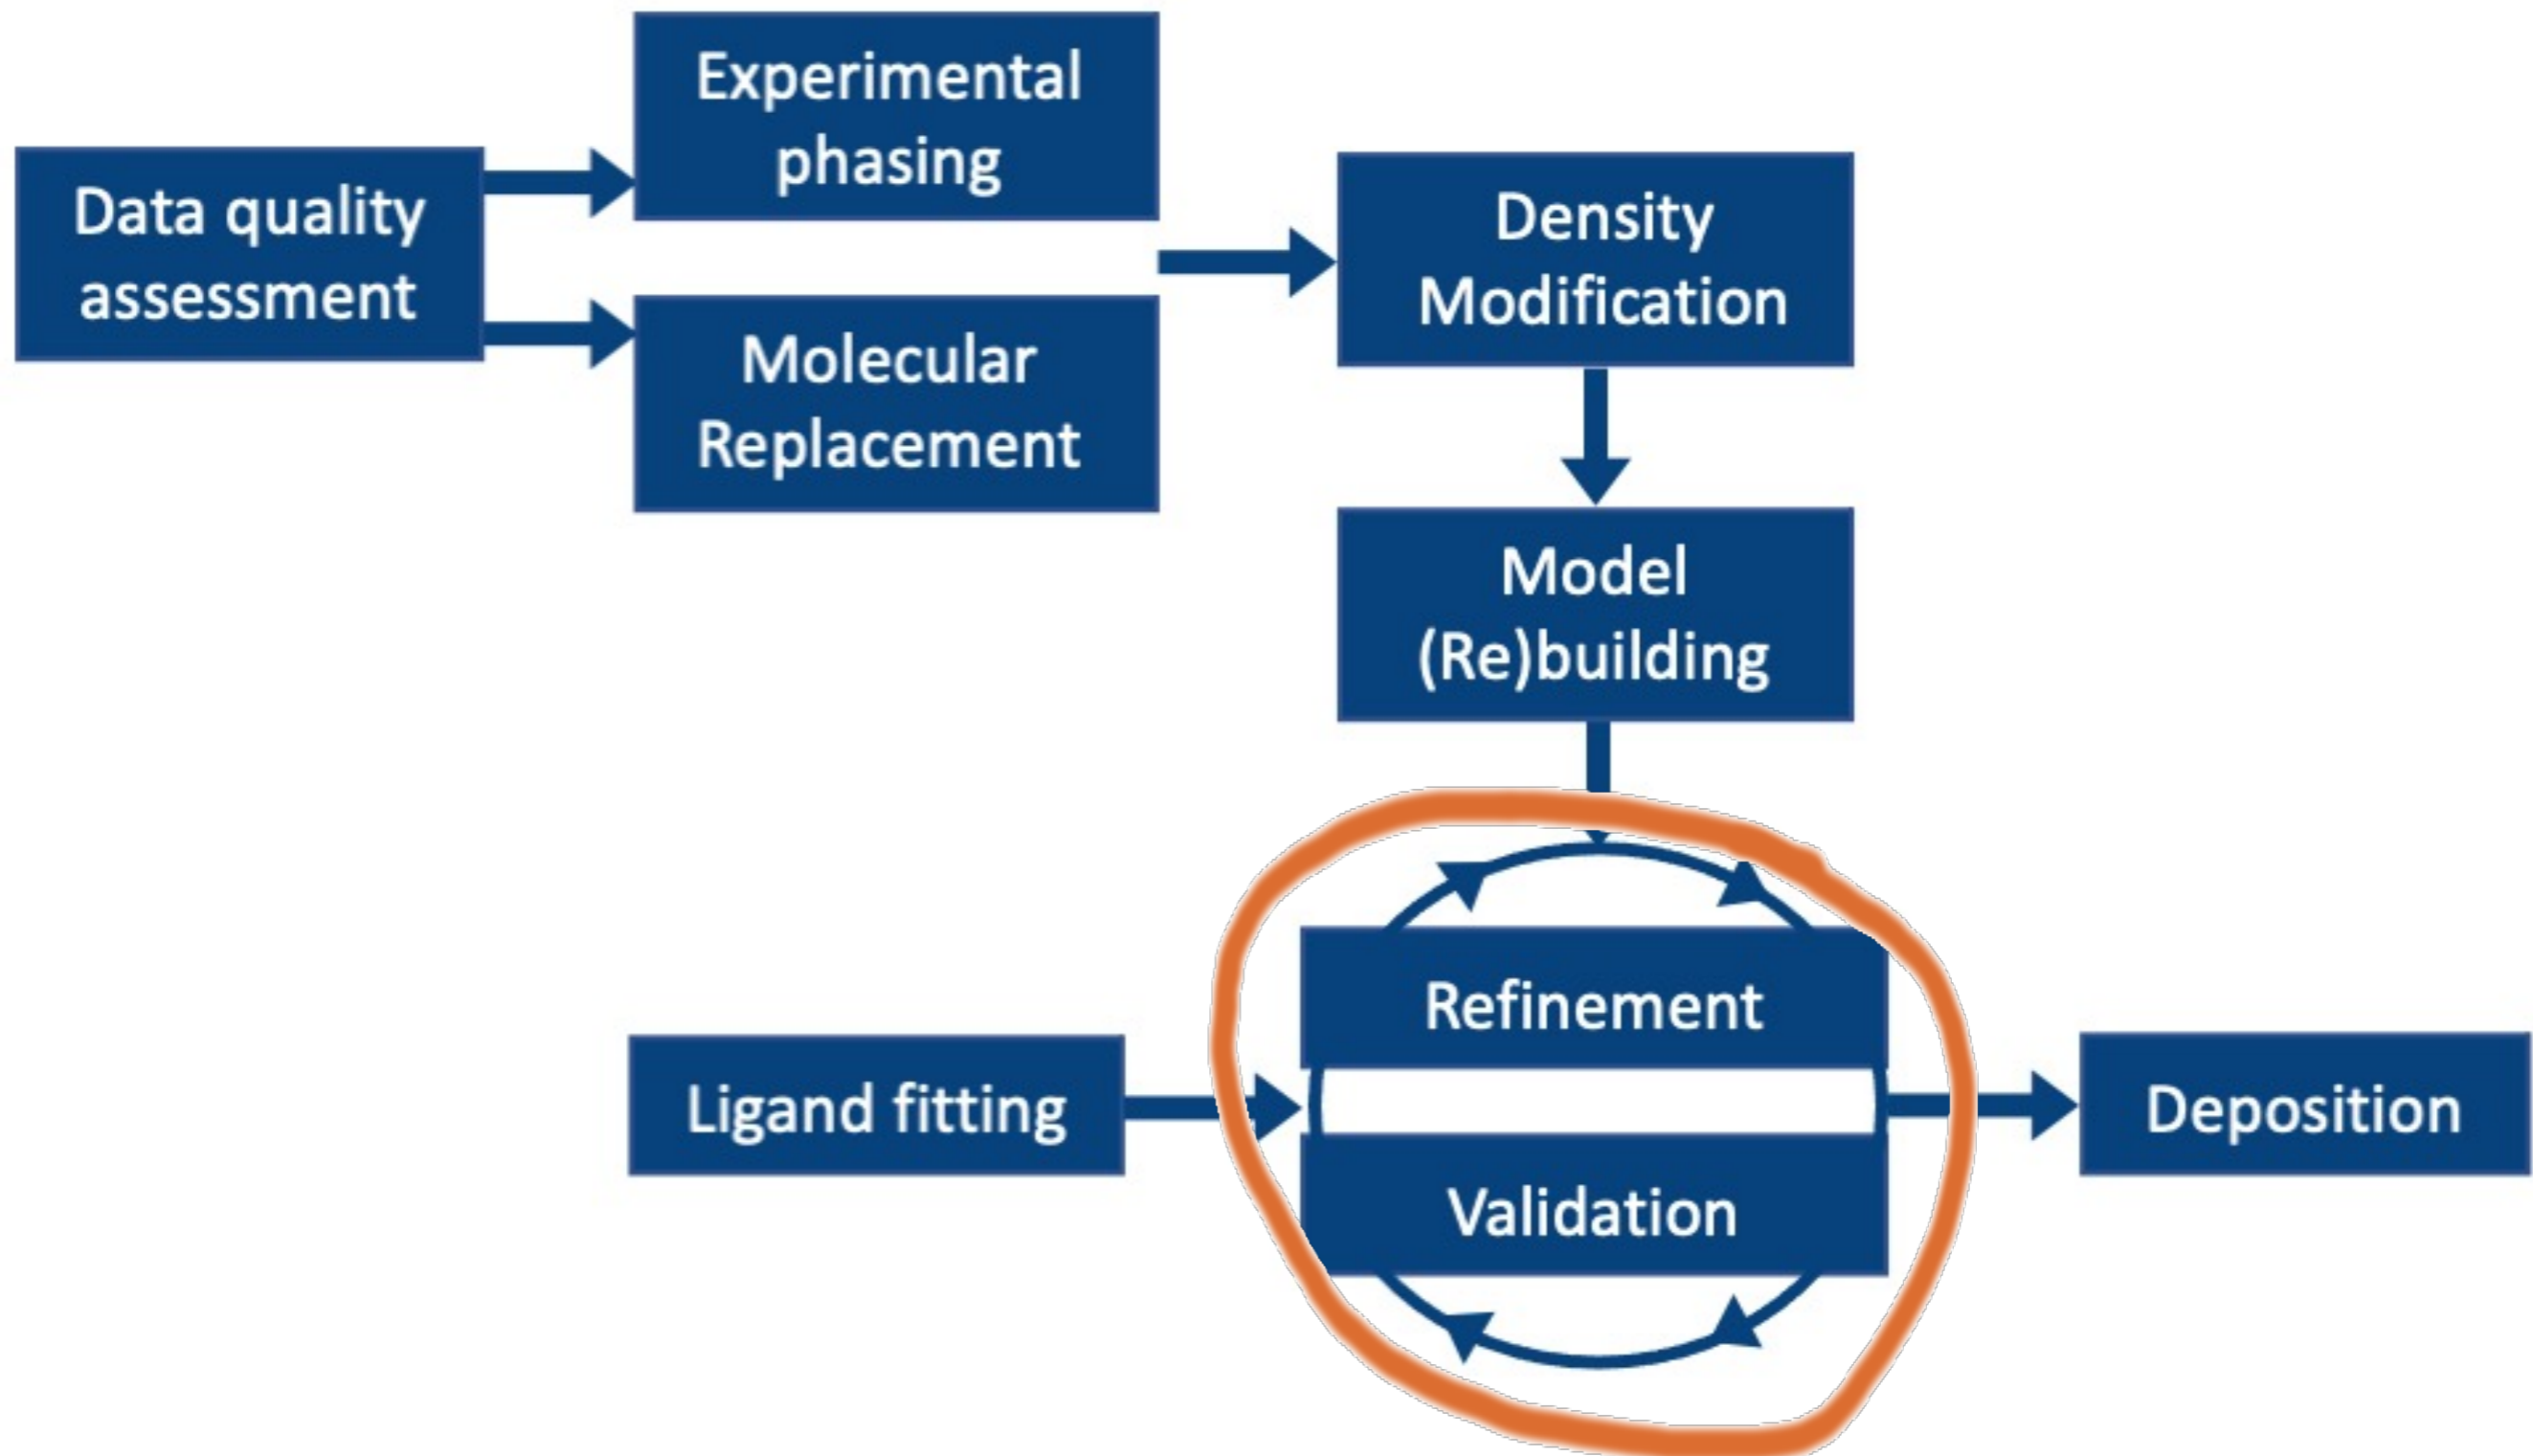 Experimental
phasing
Data quality
assessment
Molecular
Replacement
Density
Modification
Model
(Re)building
Refinement
Ligand fitting
Validation
Deposition